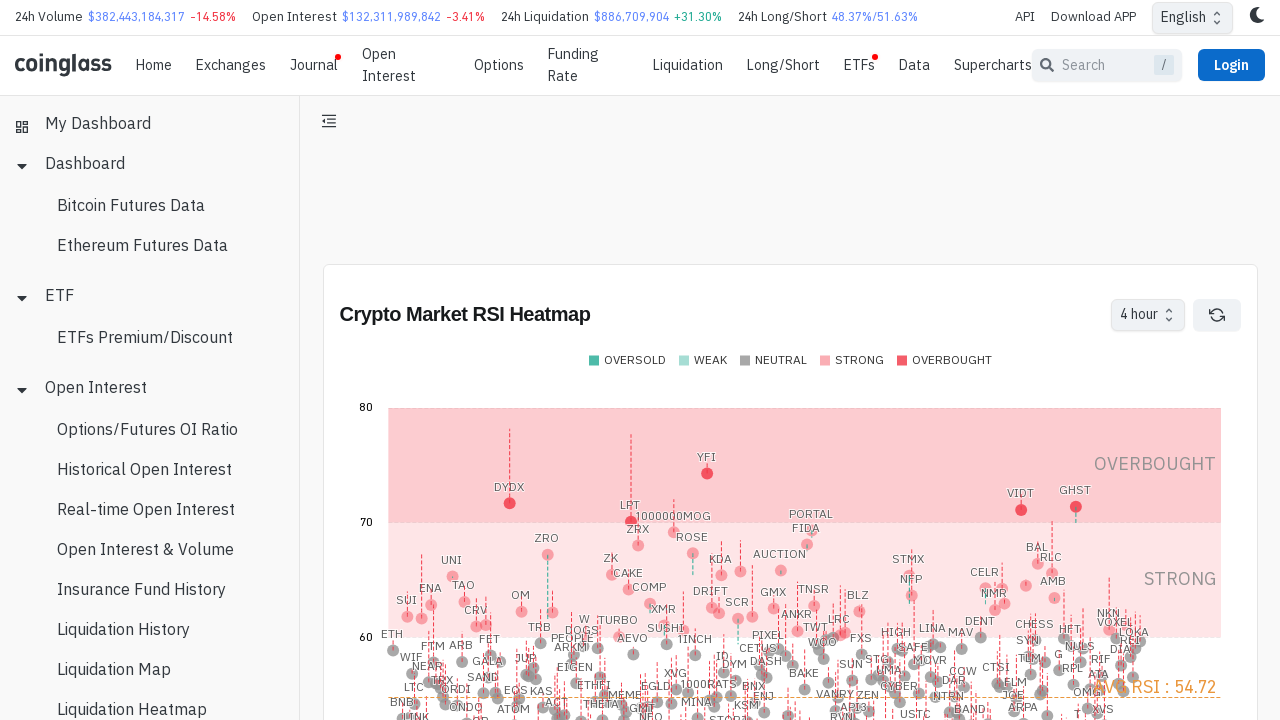 24h Volume $382,443,184,317 -14.58% Open Interest $132,311,989,842 -3.41% 24h Liquidation $886,709,904 +31.30% 24h Long/Short 48.37%/51.63% API Download APP English
coinglass Home Exchanges Journal Open Interest Options Funding Rate Liquidation Long/Short ETFs Data Supercharts Search / Login
My Dashboard
Dashboard
Bitcoin Futures Data
Ethereum Futures Data
ETF
ETFs Premium/Discount
Open Interest
Options/Futures OI Ratio
Historical Open Interest
Real-time Open Interest
Open Interest & Volume
Insurance Fund History
Liquidation History
Liquidation Map
Liquidation Heatmap
Crypto Market RSI Heatmap
4 hour
OVERSOLD WEAK NEUTRAL STRONG OVERBOUGHT
80
YFI
OVERBOUGHT
DYDX VIDT GHST
LPT 1000000MOG PORTAL
70
ZRX FIDA
ZRO ROSE
BAL
UNI ZK KDA AUCTION STMX RLC
CAKE CELR NFP STRONG
ENA TAO COMP AMB
SUI OM DRIFT GMX TNSR BLZ NMR
CRV XMR SCR
W TURBO ANKR LRC DENT CHESS NKN
TRB DOGS SUSHI TWT LINA HFT VOXEL
60
ETH FET PEOPLE AEVO 1INCH PIXEL WOO FXS HIGH MAV SYN LOKA
FTM ARB ARKM CETUS SAFE NULS REI
WIF GALA JUP ID DASH STG MOVR TLM G RIF DIA
NEAR EIGEN DYM SUN UMA CTSI RPL
TRX SAND XVG BAKE COW ATA
LTC ORDI EOS KAS ETHFI EGLD 1000RATS BNX CYBER DAR FLM AVG RSI : 54.72
BNB ONDO ATOM ACT THETA MEME MINA ENJ VANRY ZEN NTRN JOE OMG
LINK GMT KSM API3 BAND ARPA XVS
NEO USTC